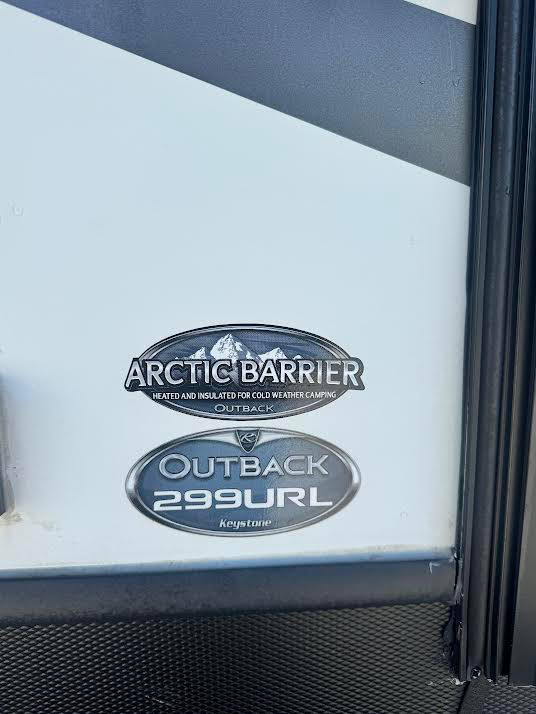 ARCTIC BARRIER
HEATED AND INSULATED FOR COLD WEATHER CAMPING
OUTBACK
OUTBACK
299URL
Keystone